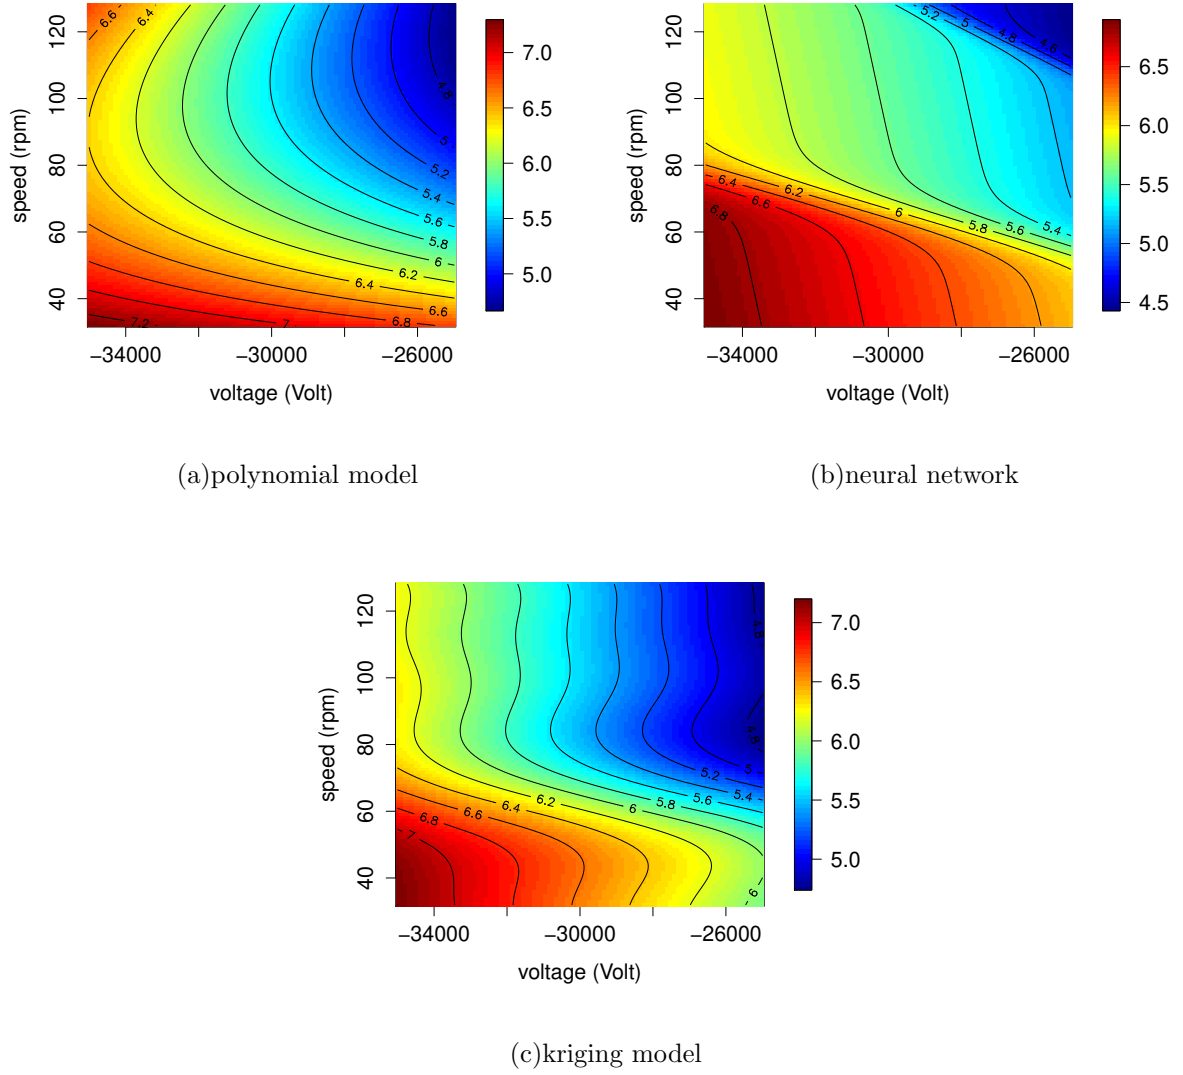 6.6 6.4
4.8
5
5.2
5.4
5.6
5.8
6
6.2
6.4
6.6
6.8
7
7.2
40 60 80 100 120
speed (rpm)
−34000 −30000 −26000
voltage (Volt)
7.0
6.5
6.0
5.5
5.0
(a)polynomial model
5.2 5 4.8
4.6
6.4 6.2
6.6 6
6.8 5.8 5.6 5.4
40 60 80 100 120
speed (rpm)
−34000 −30000 −26000
voltage (Volt)
6.5
6.0
5.5
5.0
4.5
(b)neural network
4.8
4.8
5
5.2
5.4
5.6
5.8
6
6.2
6.4
6.6
6.8
7
6
40 60 80 100 120
speed (rpm)
−34000 −30000 −26000
voltage (Volt)
7.0
6.5
6.0
5.5
5.0
(c)kriging model